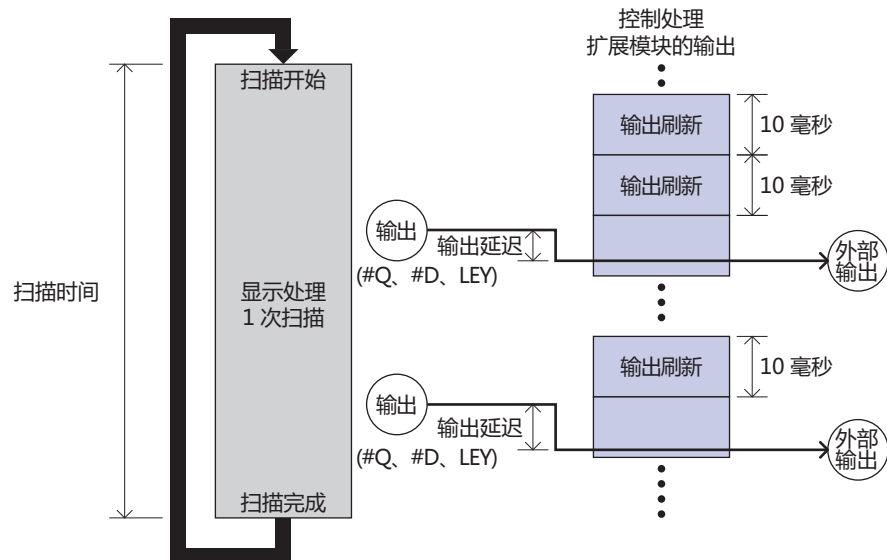 控制处理
扩展模块的输出
扫描开始
输出刷新
10 毫秒
输出刷新
10 毫秒
输出
输出延迟
(#Q、#D、LEY)
外部
输出
扫描时间
显示处理
1 次扫描
输出刷新
10 毫秒
输出
输出延迟
(#Q、#D、LEY)
外部
输出
扫描完成